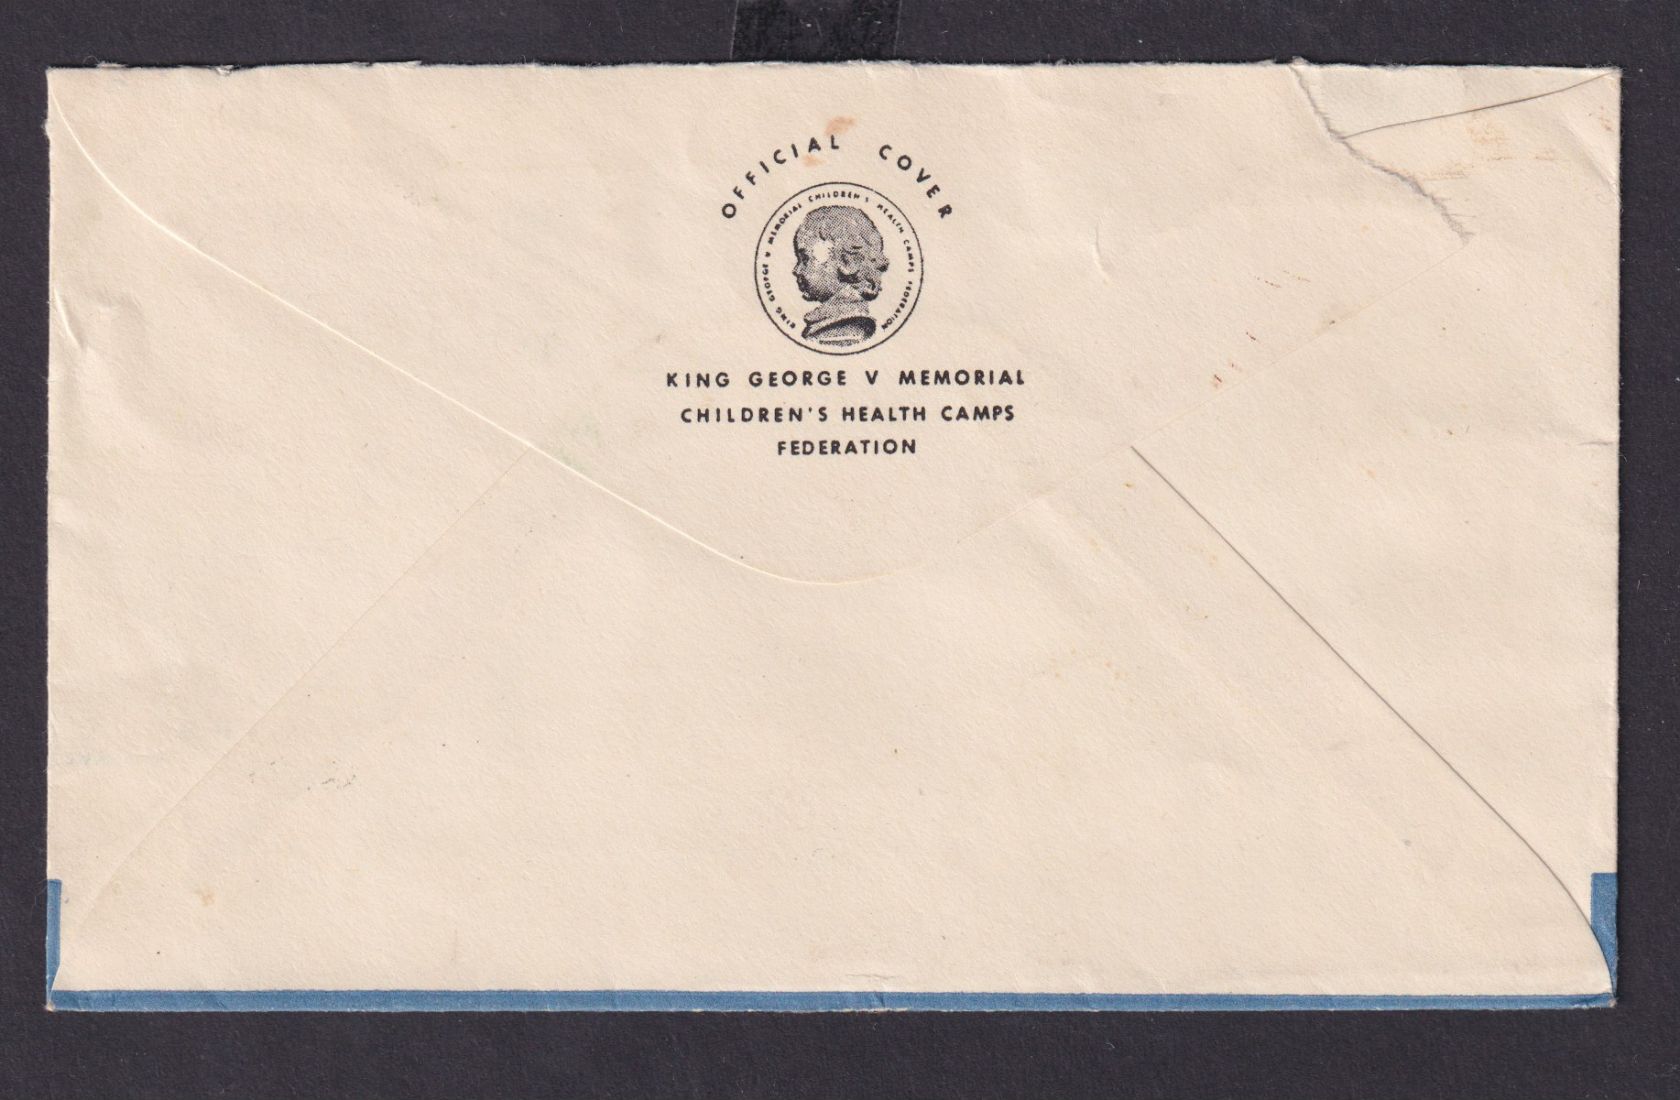 OFFICIAL COVER
KING GEORGE V MEMORIAL CHILDREN'S HEALTH CAMPS FEDERATION
KING GEORGE V MEMORIAL
CHILDREN'S HEALTH CAMPS
FEDERATION